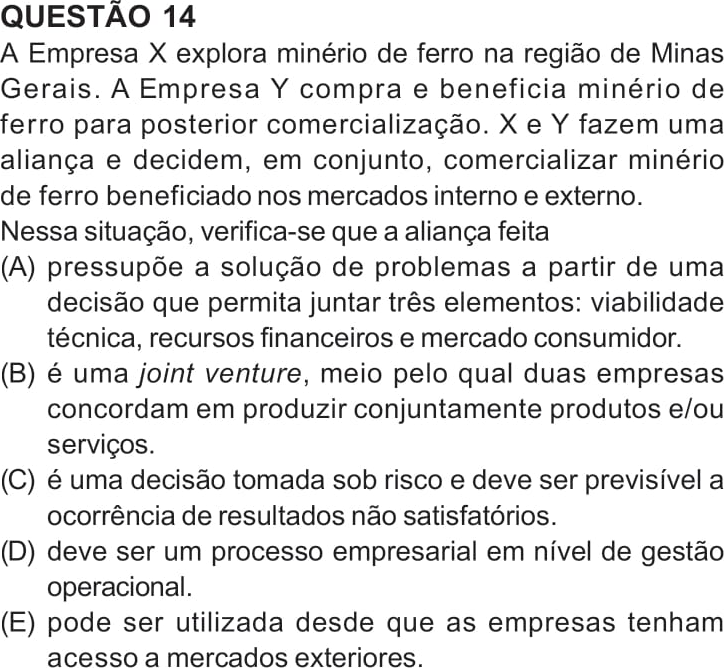 QUESTÃO 14
A Empresa X explora minério de ferro na região de Minas
Gerais. A Empresa Y compra e beneficia minério de
ferro para posterior comercialização. X e Y fazem uma
aliança e decidem, em conjunto, comercializar minério
de ferro beneficiado nos mercados interno e externo.
Nessa situação, verifica-se que a aliança feita
(A) pressupõe a solução de problemas a partir de uma
decisão que permita juntar três elementos: viabilidade
técnica, recursos financeiros e mercado consumidor.
(B) é uma joint venture, meio pelo qual duas empresas
concordam em produzir conjuntamente produtos e/ou
serviços.
(C) é uma decisão tomada sob risco e deve ser previsível a
ocorrência de resultados não satisfatórios.
(D) deve ser um processo empresarial em nível de gestão
operacional.
(E) pode ser utilizada desde que as empresas tenham
acesso a mercados exteriores.